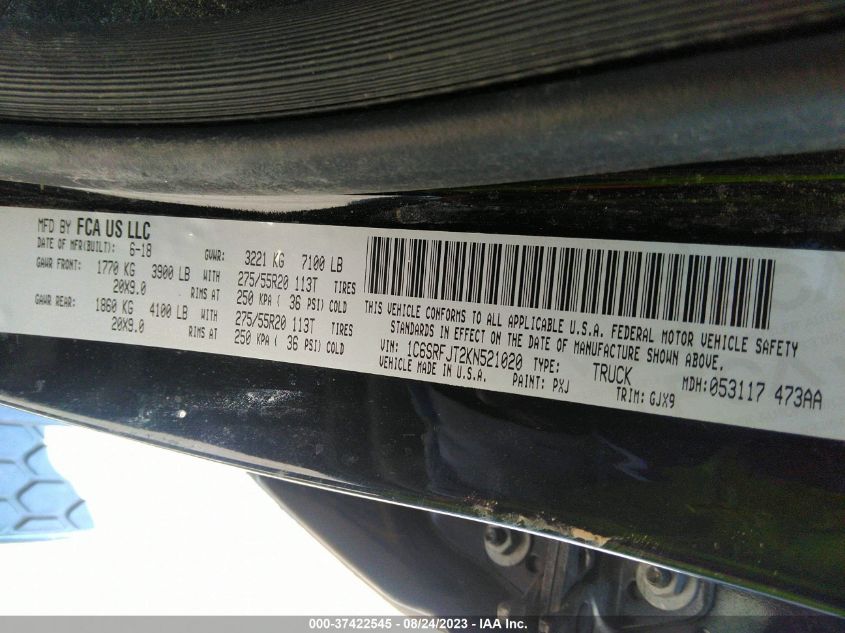 MFD BY FCA US LLC
DATE OF MFR(BUILT): 6-18 GVWR: 3221 KG 7100 LB
GAWR FRONT: 1770 KG 3900 LB WITH 275/55R20 113T TIRES
20X9.0 RIMS AT 250 KPA ( 36 PSI) COLD
GAWR REAR: 1860 KG 4100 LB WITH 275/55R20 113T TIRES
20X9.0 RIMS AT 250 KPA ( 36 PSI) COLD
THIS VEHICLE CONFORMS TO ALL APPLICABLE U.S.A. FEDERAL MOTOR VEHICLE SAFETY
STANDARDS IN EFFECT ON THE DATE OF MANUFACTURE SHOWN ABOVE.
VIN: 1C6SRFJT2KN521020 TYPE: TRUCK MDH: 053117 473AA
VEHICLE MADE IN U.S.A. PAINT: PXJ TRIM: GJX9
000-37422545 - 08/24/2023 - IAA Inc.